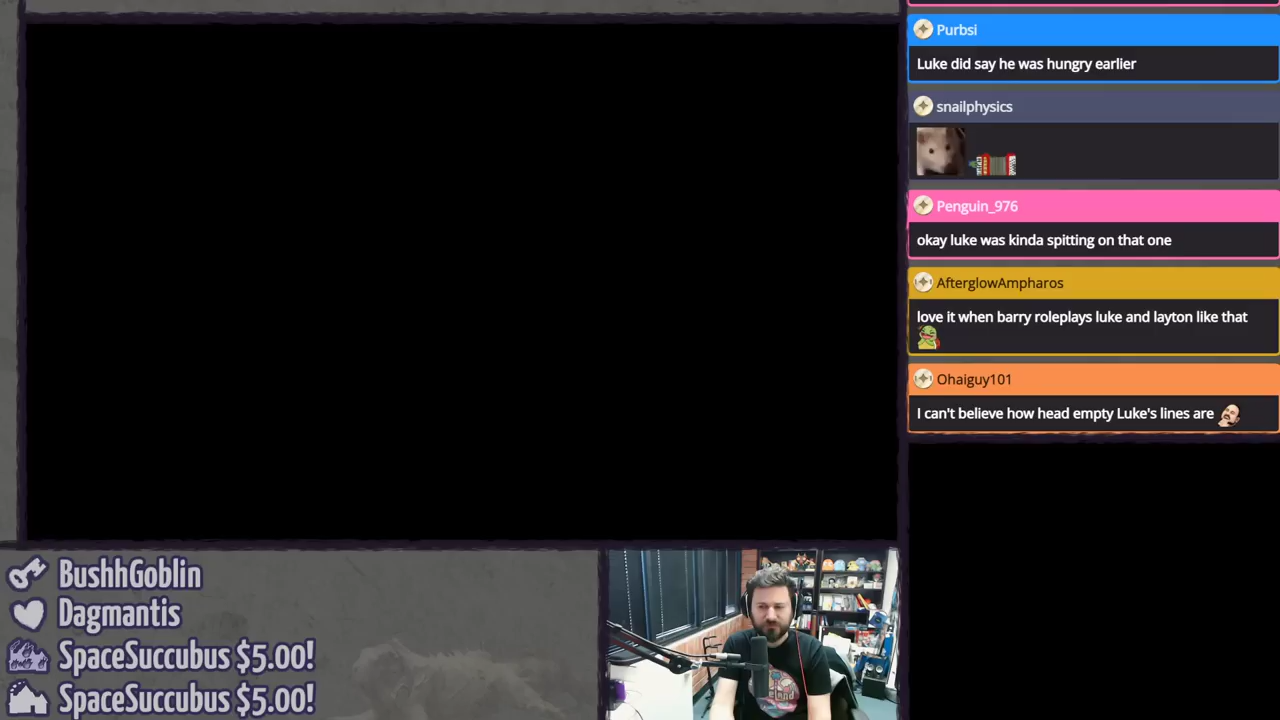 Purbsi
Luke did say he was hungry earlier
snailphysics
Penguin_976
okay luke was kinda spitting on that one
AfterglowAmpharos
love it when barry roleplays luke and layton like that
Ohaiguy101
I can't believe how head empty Luke's lines are
BushhGoblin
Dagmantis
SpaceSuccubus $5.00!
SpaceSuccubus $5.00!